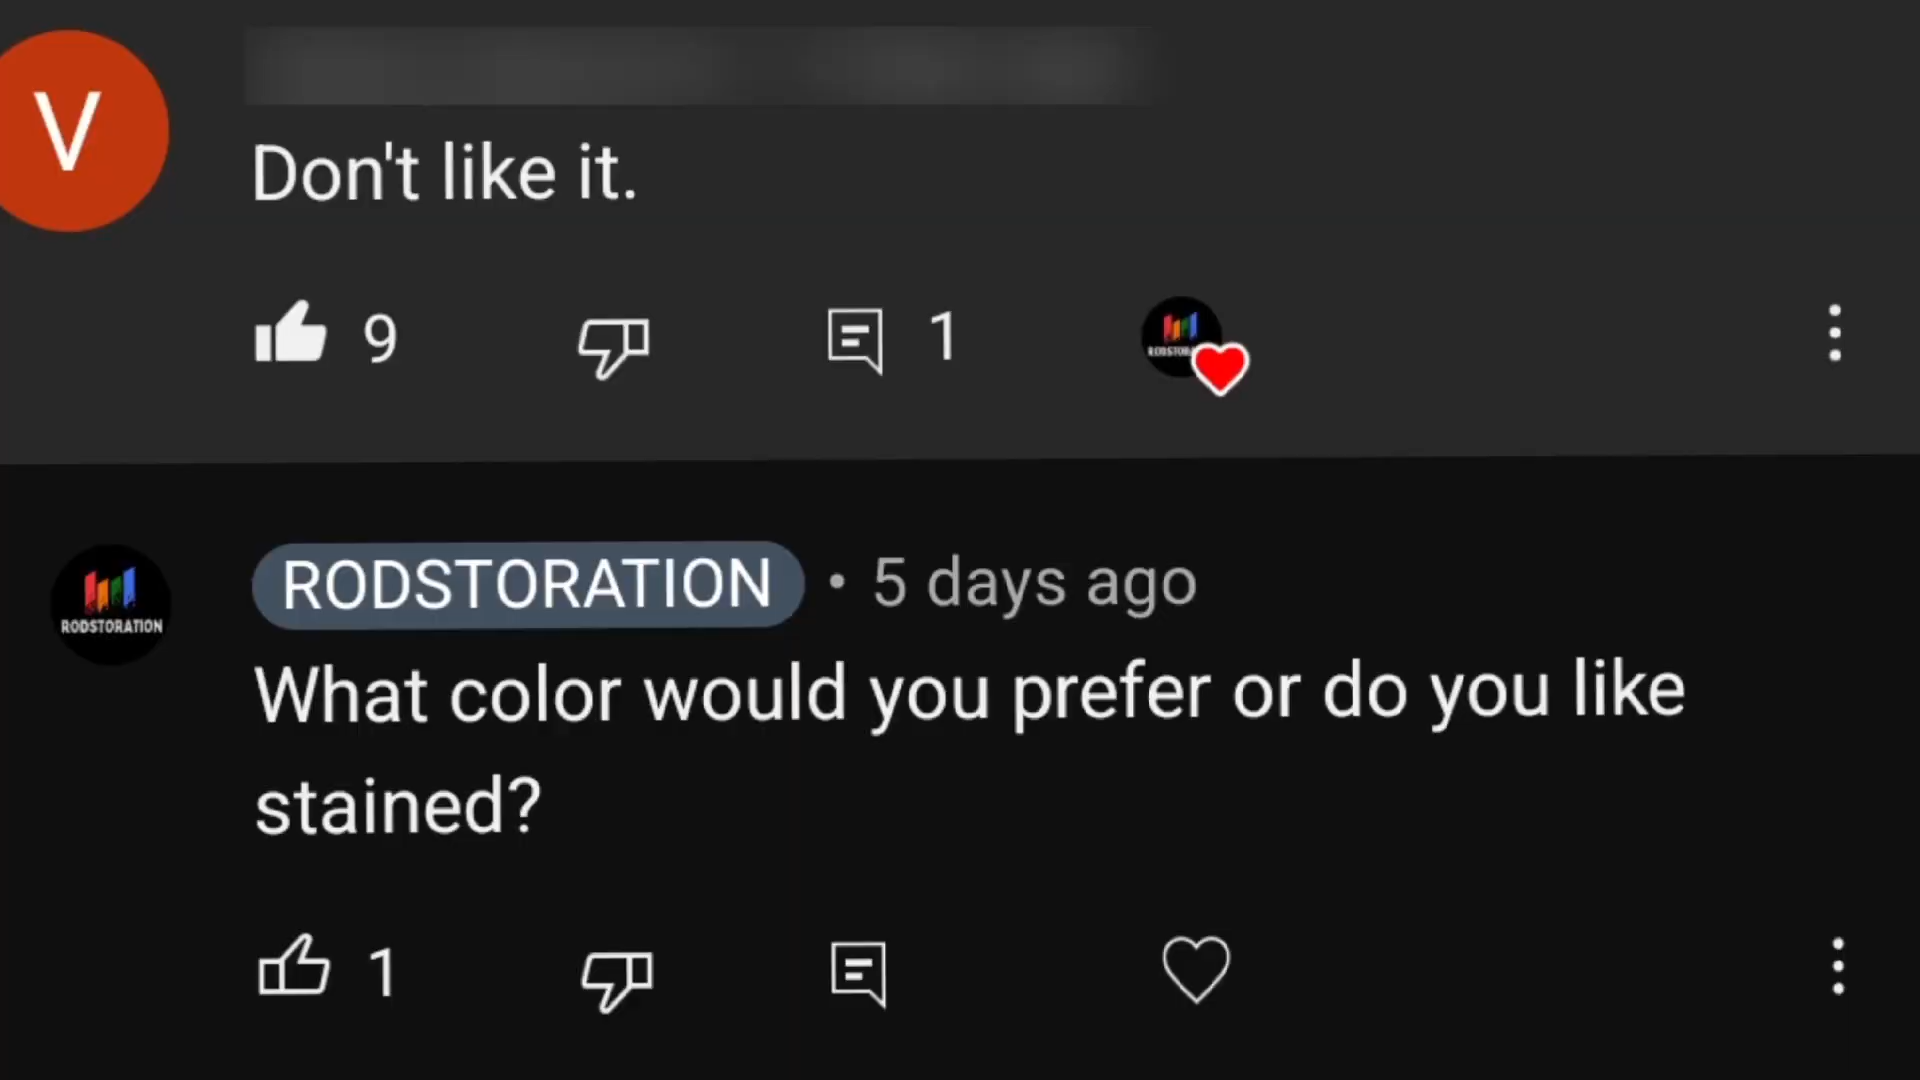 V
Don't like it.
9
1
RODSTORATION
RODSTORATION • 5 days ago
What color would you prefer or do you like
stained?
1